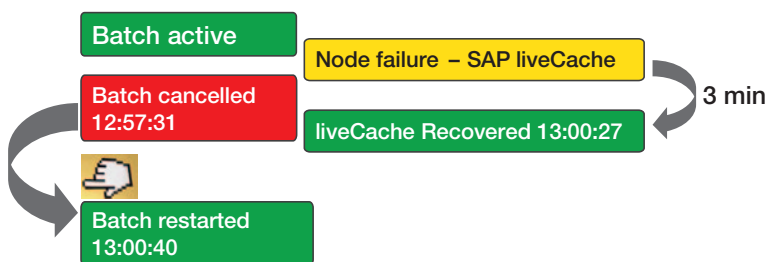 Batch active
Node failure – SAP liveCache
Batch cancelled
12:57:31
3 min
liveCache Recovered 13:00:27
Batch restarted
13:00:40